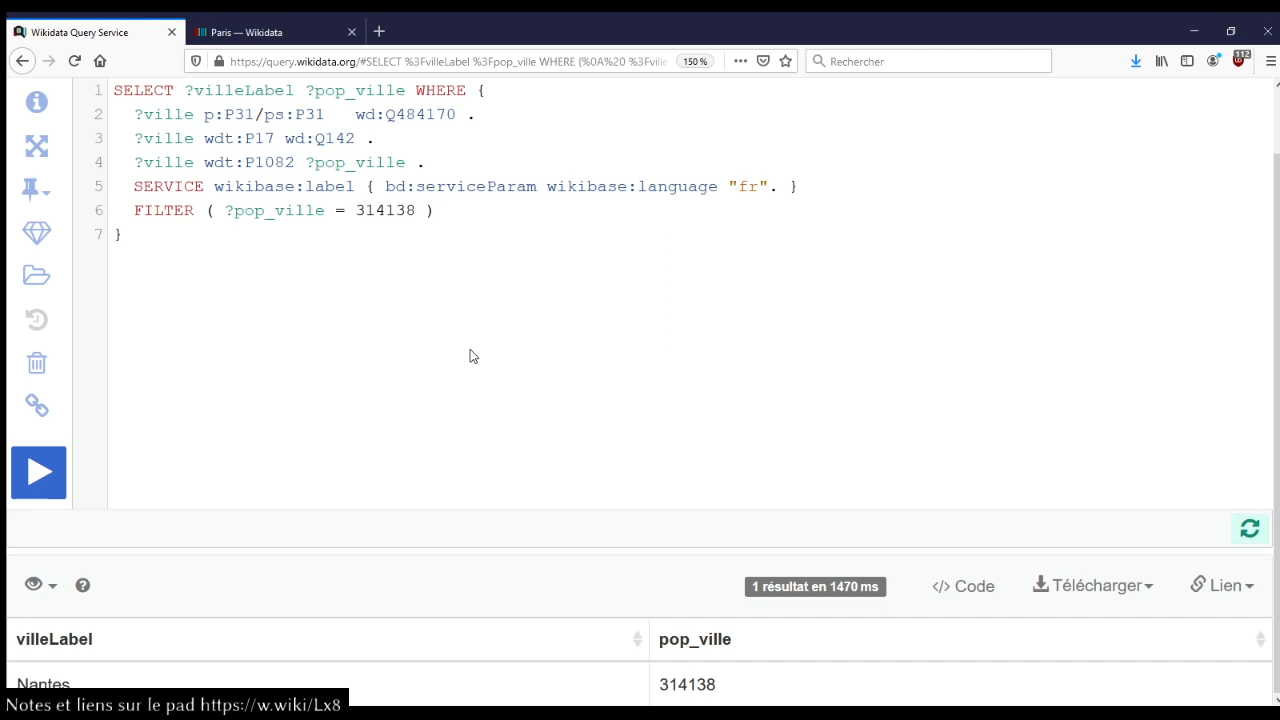 Wikidata Query Service
Paris — Wikidata
https://query.wikidata.org/#SELECT %3FvilleLabel %3Fpop_ville WHERE {%0A%20 %3Fville
150 %
Rechercher
112
1 SELECT ?villeLabel ?pop_ville WHERE {
2 ?ville p:P31/ps:P31 wd:Q484170 .
3 ?ville wdt:P17 wd:Q142 .
4 ?ville wdt:P1082 ?pop_ville .
5 SERVICE wikibase:label { bd:serviceParam wikibase:language "fr". }
6 FILTER ( ?pop_ville = 314138 )
7 }
1 résultat en 1470 ms
</> Code
Télécharger
Lien
villeLabel pop_ville
Nantes 314138
Notes et liens sur le pad https://w.wiki/Lx8